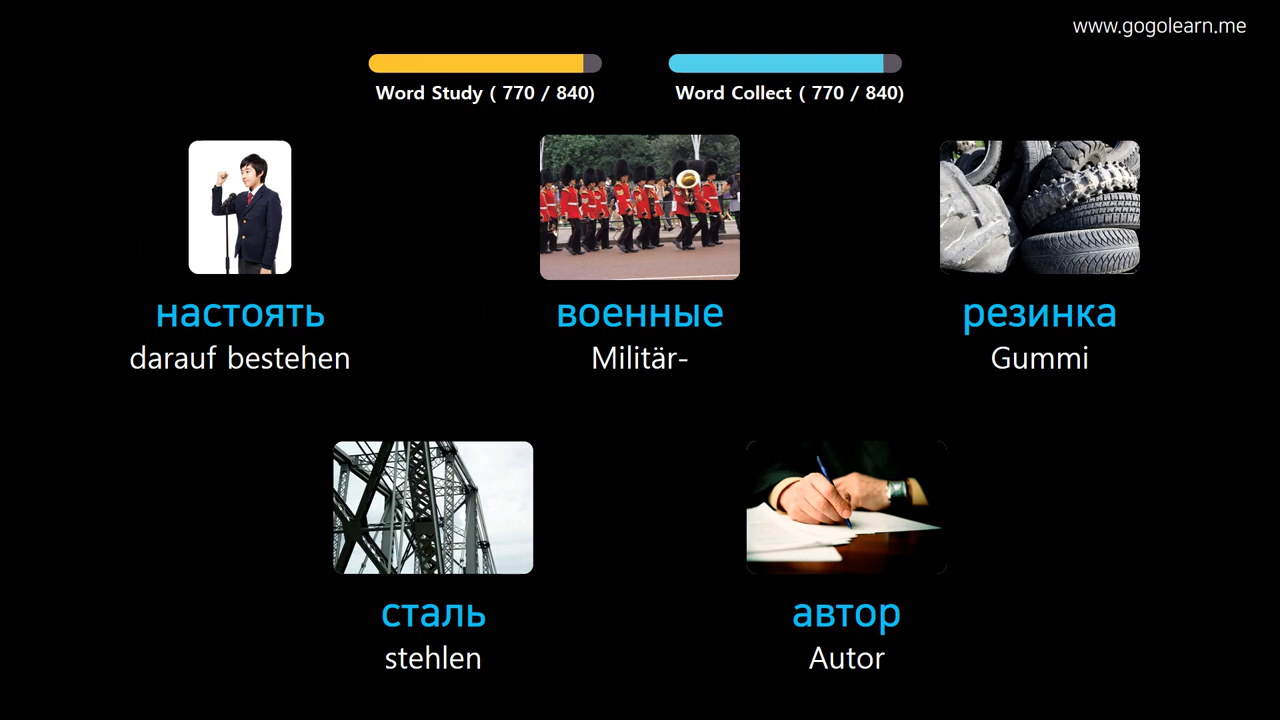 www.gogolearn.me
Word Study ( 770 / 840)
Word Collect ( 770 / 840)
настоять
darauf bestehen
военные
Militär-
резинка
Gummi
сталь
stehlen
автор
Autor